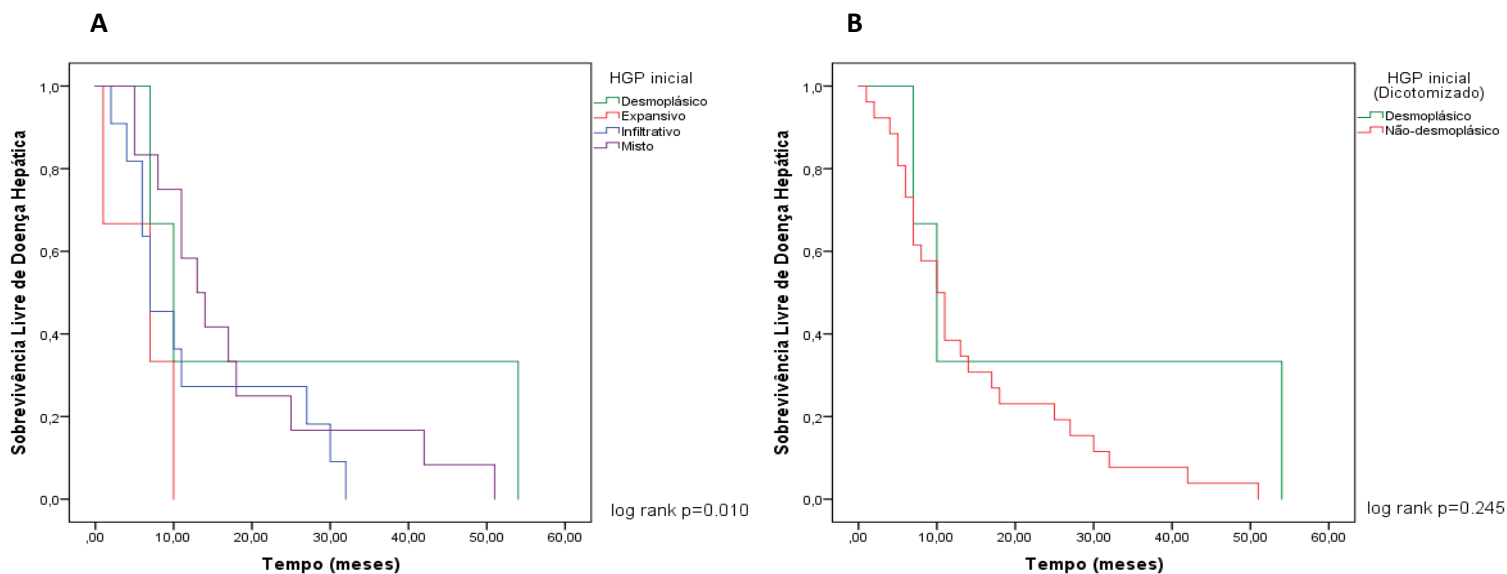 A
B
HGP inicial
Desmoplásico
Expansivo
Infiltrativo
Misto
Sobrevivência Livre de Doença Hepática
1,0
0,8
0,6
0,4
0,2
0,0
,00
10,00
20,00
30,00
40,00
50,00
60,00
Tempo (meses)
log rank p=0.010
HGP inicial
(Dicotomizado)
Desmoplásico
Não-desmoplásico
Sobrevivência Livre de Doença Hepática
1,0
0,8
0,6
0,4
0,2
0,0
,00
10,00
20,00
30,00
40,00
50,00
60,00
Tempo (meses)
log rank p=0.245